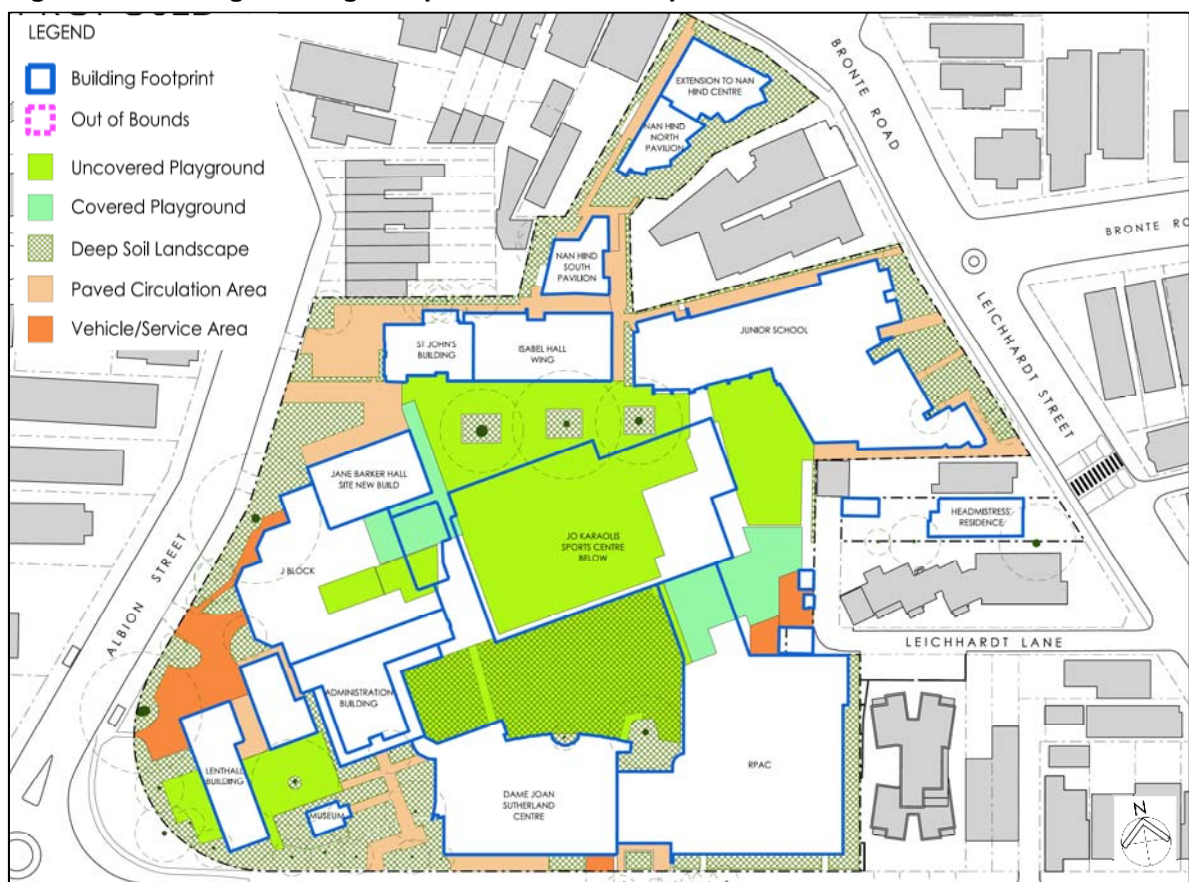 LEGEND
Building Footprint
Out of Bounds
Uncovered Playground
Covered Playground
Deep Soil Landscape
Paved Circulation Area
Vehicle/Service Area
EXTENSION TO NAN
HIND CENTRE
NAN HIND
NORTH
PAVILION
BRONTE ROAD
BRONTE RO
NAN HIND
SOUTH
PAVILION
LEICHHARDT STREET
ST JOHN'S
BUILDING
ISABEL HALL
WING
JUNIOR SCHOOL
JANE BARKER HALL
SITE NEW BUILD
HEADMISTRESS
RESIDENCE
JO KARAOLIS
SPORTS CENTRE
BELOW
J BLOCK
ALBION STREET
LEICHHARDT LANE
ADMINISTRATION
BUILDING
LENTHALL
BUILDING
RPAC
DAME JOAN
SUTHERLAND
CENTRE
MUSEUM
N